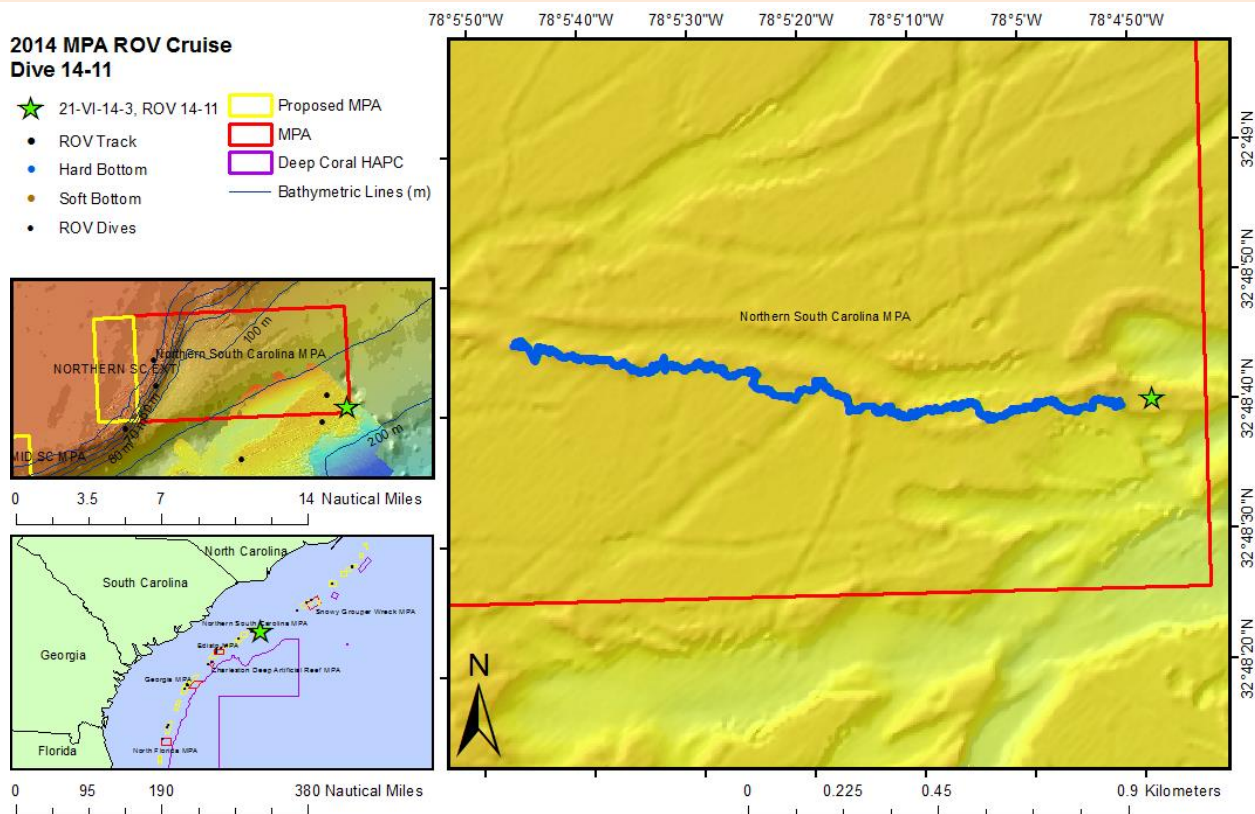 2014 MPA ROV Cruise
Dive 14-11
21-VI-14-3, ROV 14-11
ROV Track
Hard Bottom
Soft Bottom
ROV Dives
Proposed MPA
MPA
Deep Coral HAPC
Bathymetric Lines (m)
100 m
Northern South Carolina MPA
NORTHERN SC EXT
80 m
200 m
MID SC MPA
0 3.5 7 14 Nautical Miles
North Carolina
South Carolina
Snowy Grouper Wreck MPA
Northern South Carolina MPA
Edisto MPA
Charleston Deep Artificial Reef MPA
Georgia
Georgia MPA
North Florida MPA
Florida
0 95 190 380 Nautical Miles
78°5'50"W 78°5'40"W 78°5'30"W 78°5'20"W 78°5'10"W 78°5'W 78°4'50"W
32°49'N
32°48'50"N
32°48'40"N
32°48'30"N
32°48'20"N
Northern South Carolina MPA
N
0 0.225 0.45 0.9 Kilometers